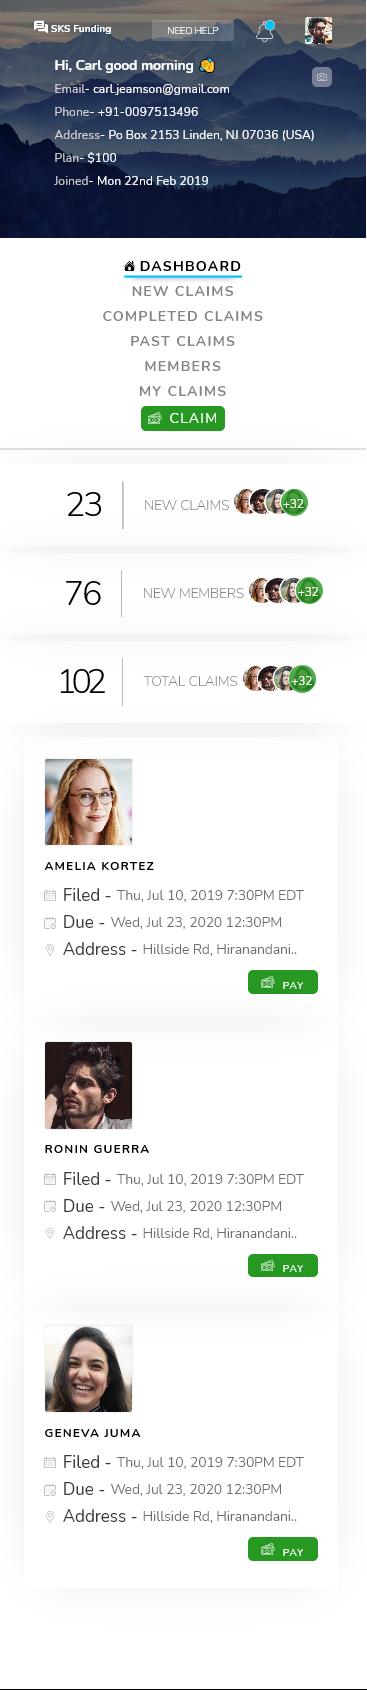 SKS Funding
NEED HELP
Hi, Carl good morning
Email- carl.jeamson@gmail.com
Phone- +91-0097513496
Address- Po Box 2153 Linden, NJ 07036 (USA)
Plan- $100
Joined- Mon 22nd Feb 2019
DASHBOARD
NEW CLAIMS
COMPLETED CLAIMS
PAST CLAIMS
MEMBERS
MY CLAIMS
CLAIM
23 NEW CLAIMS +32
76 NEW MEMBERS +32
102 TOTAL CLAIMS +32
AMELIA KORTEZ
Filed - Thu, Jul 10, 2019 7:30PM EDT
Due - Wed, Jul 23, 2020 12:30PM
Address - Hillside Rd, Hiranandani..
PAY
RONIN GUERRA
Filed - Thu, Jul 10, 2019 7:30PM EDT
Due - Wed, Jul 23, 2020 12:30PM
Address - Hillside Rd, Hiranandani..
PAY
GENEVA JUMA
Filed - Thu, Jul 10, 2019 7:30PM EDT
Due - Wed, Jul 23, 2020 12:30PM
Address - Hillside Rd, Hiranandani..
PAY